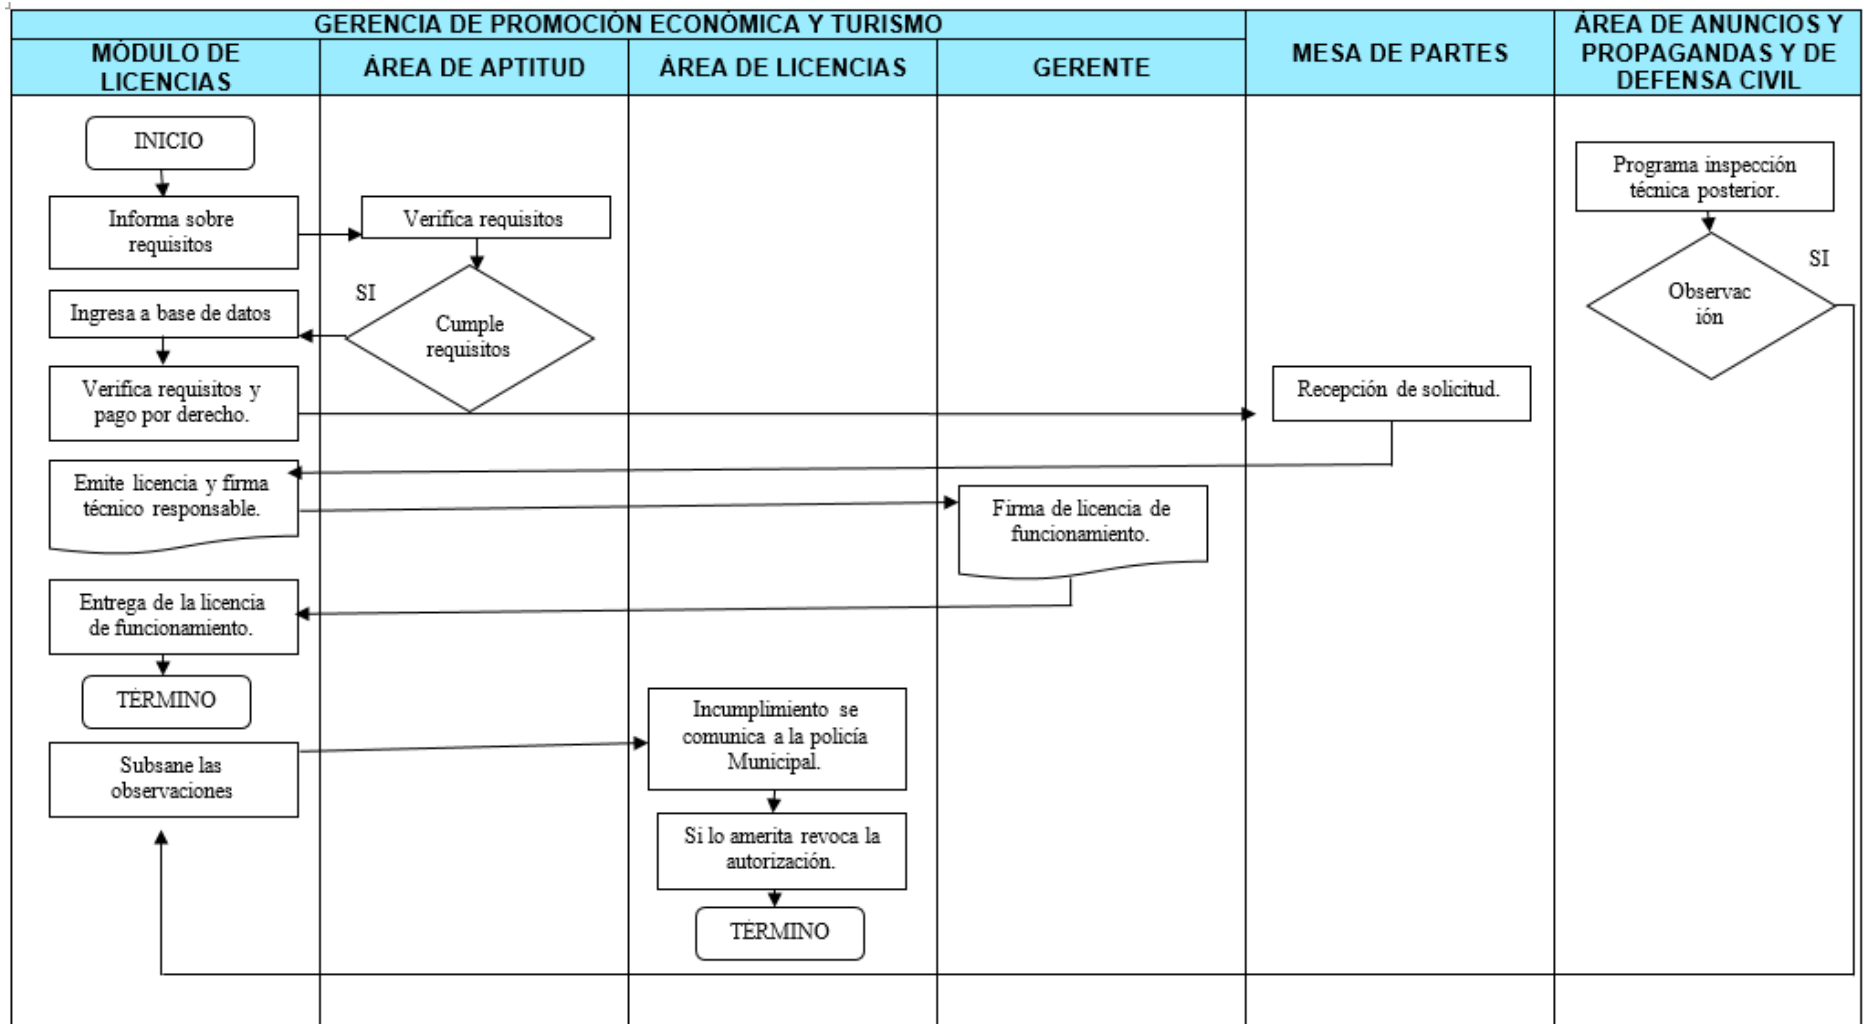 GERENCIA DE PROMOCIÓN ECONÓMICA Y TURISMO
MÓDULO DE
LICENCIAS
ÁREA DE APTITUD
ÁREA DE LICENCIAS
GERENTE
MESA DE PARTES
ÁREA DE ANUNCIOS Y
PROPAGANDAS Y DE
DEFENSA CIVIL
INICIO
Informa sobre
requisitos
Verifica requisitos
Programa inspección
técnica posterior.
SI
Cumple
requisitos
SI
Observac
ión
Ingresa a base de datos
Verifica requisitos y
pago por derecho.
Recepción de solicitud.
Emite licencia y firma
técnico responsable.
Firma de licencia de
funcionamiento.
Entrega de la licencia
de funcionamiento.
TÉRMINO
Subsane las
observaciones
Incumplimiento se
comunica a la policía
Municipal.
Si lo amerita revoca la
autorización.
TÉRMINO